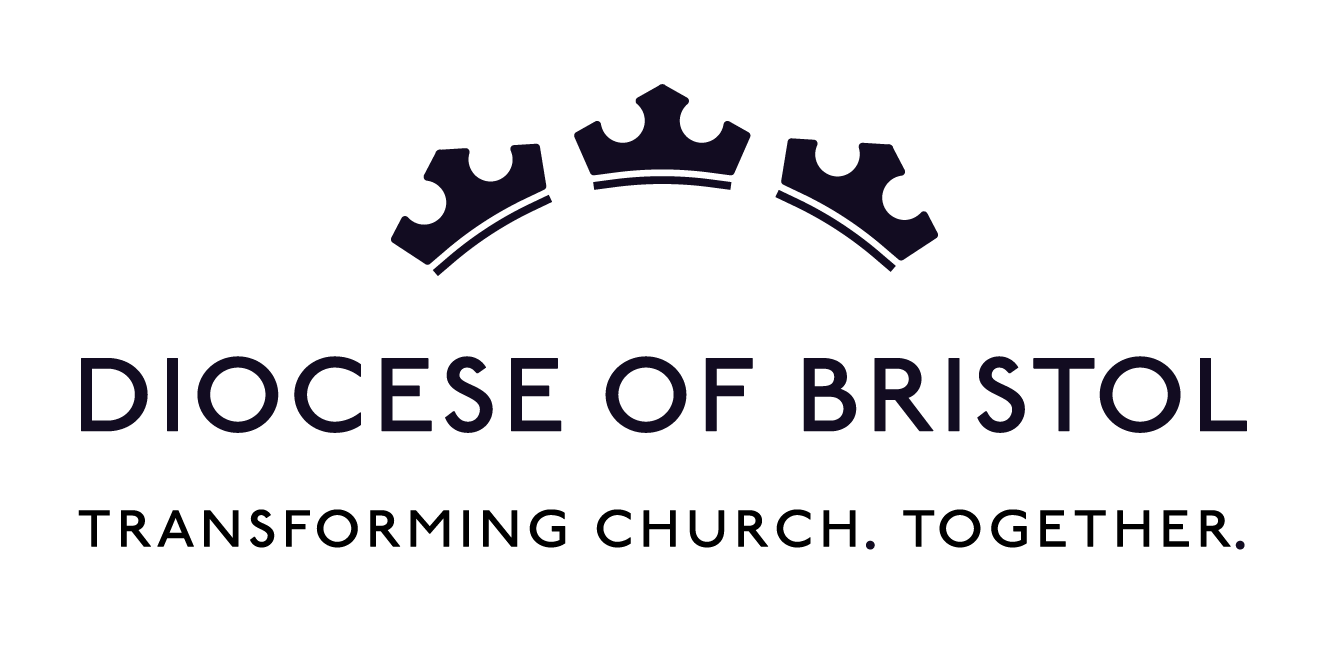 DIOCESE OF BRISTOL
TRANSFORMING CHURCH. TOGETHER.